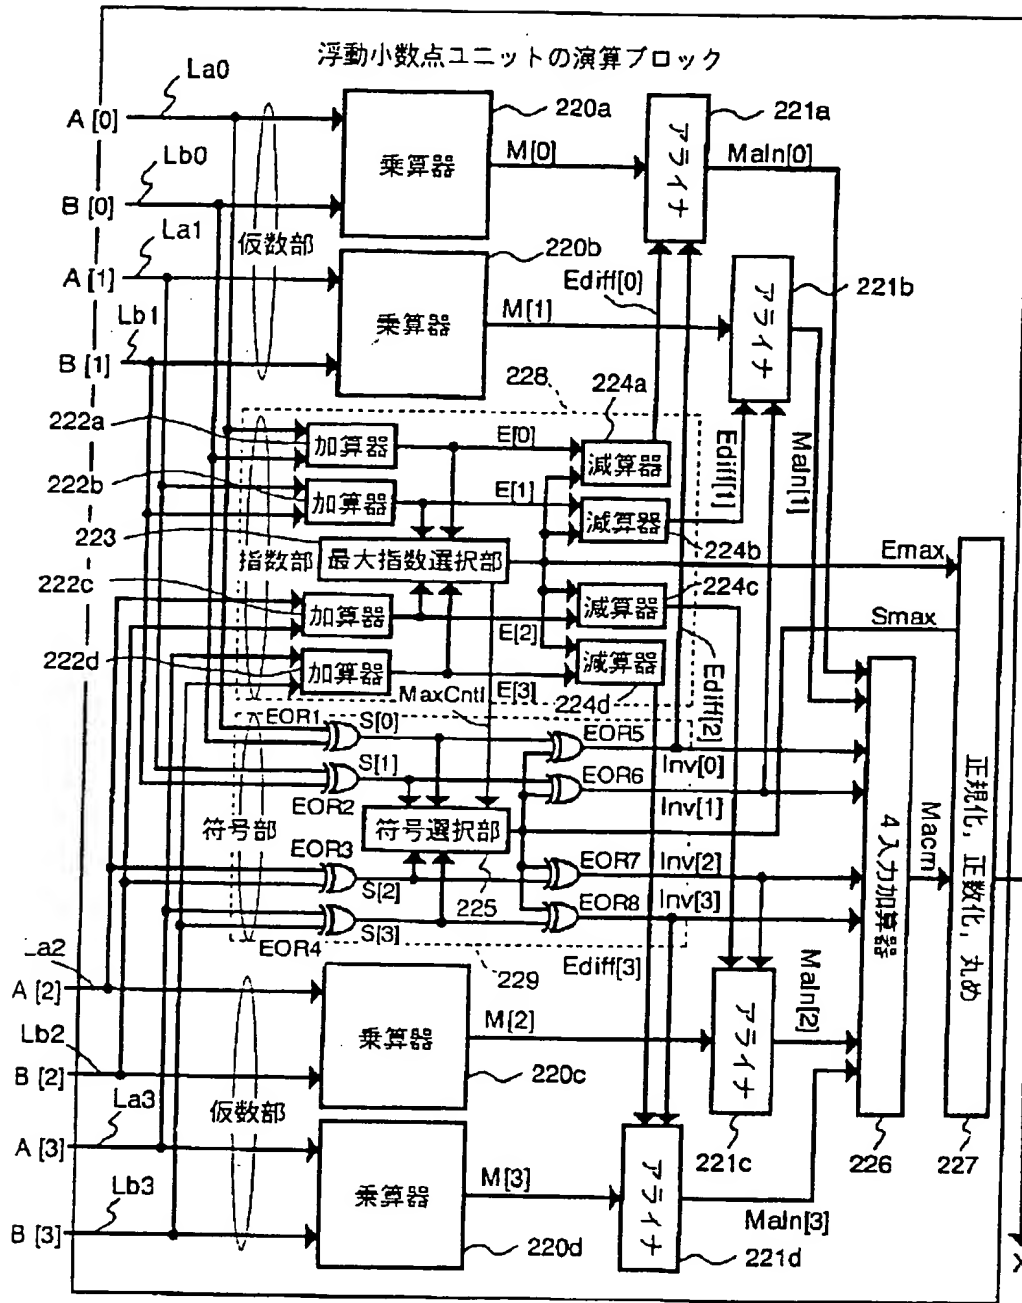 浮動小数点ユニットの演算ブロック
La0
A [0]
220a
221a
乗算器
M[0]
アライナ
Maln[0]
Lb0
B [0]
仮数部
La1
A [1]
220b
Ediff[0]
221b
乗算器
M[1]
アライナ
Lb1
B [1]
228
224a
222a
加算器
E[0]
減算器
Ediff[1]
Maln[1]
222b
加算器
E[1]
減算器
223
224b
指数部
最大指数選択部
Emax
222c
224c
加算器
E[2]
減算器
Smax
222d
加算器
E[3]
減算器
Ediff[2]
MaxCntl
224d
EOR1
S[0]
EOR5
Inv[0]
S[1]
EOR6
Inv[1]
EOR2
符号部
符号選択部
EOR3
S[2]
EOR7
Inv[2]
225
EOR4
S[3]
EOR8
Inv[3]
4入力加算器
Macm
正規化，正数化，丸め
229
Ediff[3]
La2
A [2]
乗算器
M[2]
アライナ
Maln[2]
Lb2
B [2]
220c
La3
仮数部
A [3]
221c
226
227
乗算器
M[3]
アライナ
Maln[3]
Lb3
B [3]
220d
221d
X